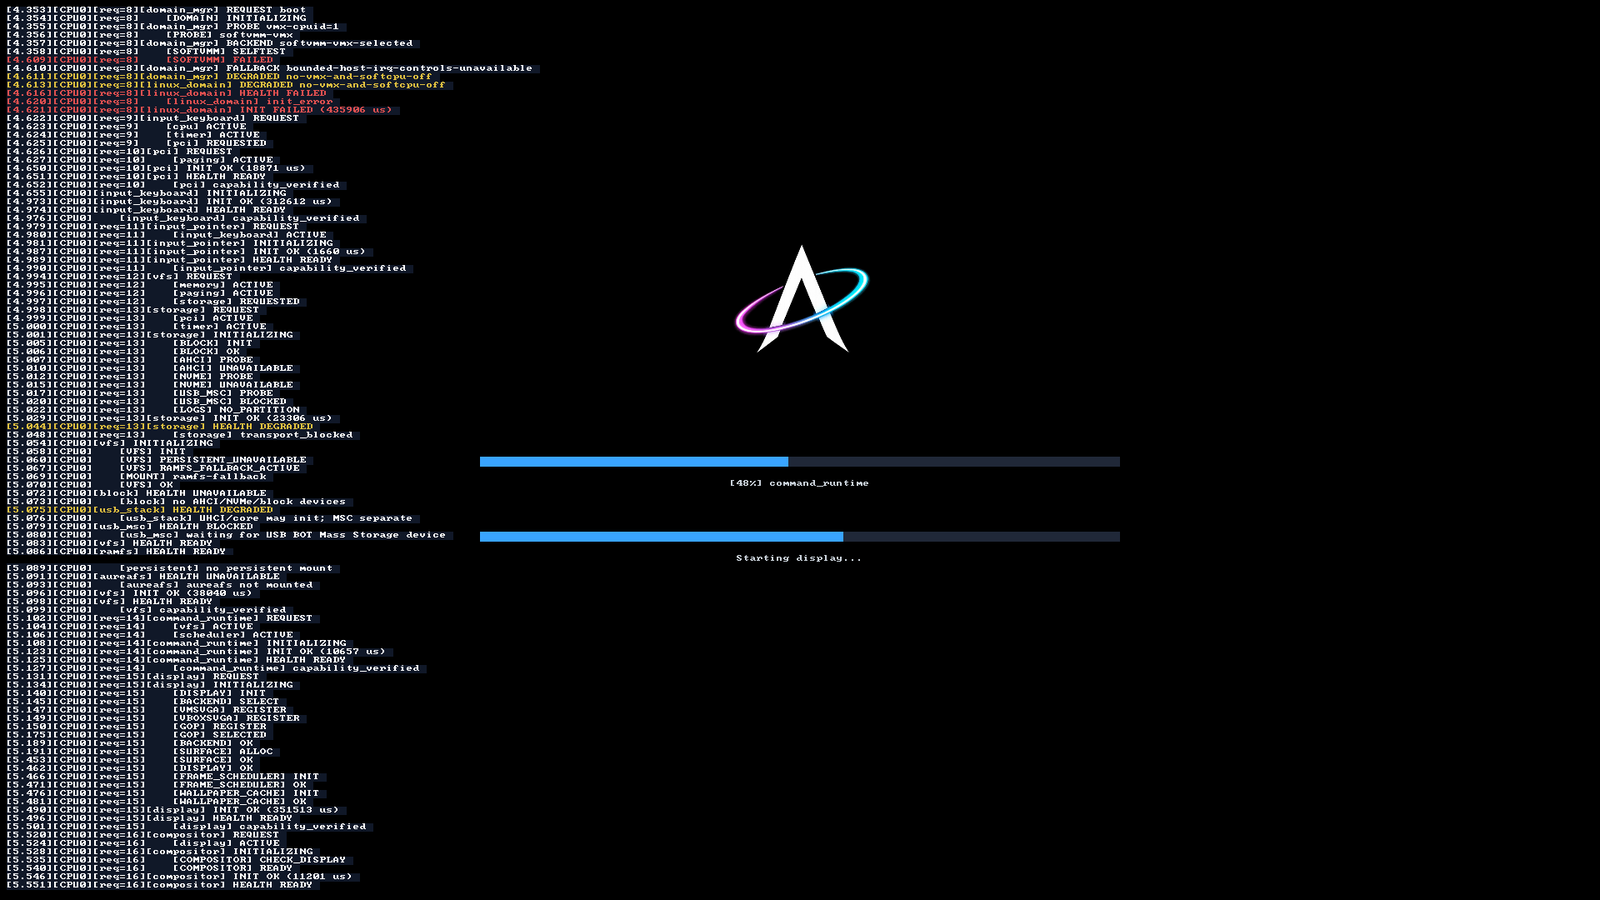 [4.353][CPU0][req=8][domain_mgr] REQUEST boot
[4.354][CPU0][req=8]    [DOMAIN] INITIALIZING
[4.355][CPU0][req=8][domain_mgr] PROBE vmx-cpuid=1
[4.356][CPU0][req=8]    [PROBE] softvmm-vmx
[4.357][CPU0][req=8][domain_mgr] BACKEND softvmm-vmx-selected
[4.358][CPU0][req=8]    [SOFTVMM] SELFTEST
[4.609][CPU0][req=8]    [SOFTVMM] FAILED
[4.610][CPU0][req=8][domain_mgr] FALLBACK bounded-host-irq-controls-unavailable
[4.611][CPU0][req=8][domain_mgr] DEGRADED no-vmx-and-softcpu-off
[4.613][CPU0][req=8][linux_domain] DEGRADED no-vmx-and-softcpu-off
[4.616][CPU0][req=8][linux_domain] HEALTH FAILED
[4.620][CPU0][req=8]    [linux_domain] init_error
[4.621][CPU0][req=8][linux_domain] INIT FAILED (435906 us)
[4.622][CPU0][req=9][input_keyboard] REQUEST
[4.623][CPU0][req=9]    [cpu] ACTIVE
[4.624][CPU0][req=9]    [timer] ACTIVE
[4.625][CPU0][req=9]    [pci] REQUESTED
[4.626][CPU0][req=10][pci] REQUEST
[4.627][CPU0][req=10]    [paging] ACTIVE
[4.650][CPU0][req=10][pci] INIT OK (18871 us)
[4.651][CPU0][req=10][pci] HEALTH READY
[4.652][CPU0][req=10]    [pci] capability_verified
[4.655][CPU0][input_keyboard] INITIALIZING
[4.973][CPU0][input_keyboard] INIT OK (312612 us)
[4.974][CPU0][input_keyboard] HEALTH READY
[4.976][CPU0]    [input_keyboard] capability_verified
[4.979][CPU0][req=11][input_pointer] REQUEST
[4.980][CPU0][req=11]    [input_keyboard] ACTIVE
[4.981][CPU0][req=11][input_pointer] INITIALIZING
[4.987][CPU0][req=11][input_pointer] INIT OK (1660 us)
[4.989][CPU0][req=11][input_pointer] HEALTH READY
[4.990][CPU0][req=11]    [input_pointer] capability_verified
[4.994][CPU0][req=12][vfs] REQUEST
[4.995][CPU0][req=12]    [memory] ACTIVE
[4.996][CPU0][req=12]    [paging] ACTIVE
[4.997][CPU0][req=12]    [storage] REQUESTED
[4.998][CPU0][req=13][storage] REQUEST
[4.999][CPU0][req=13]    [pci] ACTIVE
[5.000][CPU0][req=13]    [timer] ACTIVE
[5.001][CPU0][req=13][storage] INITIALIZING
[5.005][CPU0][req=13]    [BLOCK] INIT
[5.006][CPU0][req=13]    [BLOCK] OK
[5.007][CPU0][req=13]    [AHCI] PROBE
[5.010][CPU0][req=13]    [AHCI] UNAVAILABLE
[5.012][CPU0][req=13]    [NVME] PROBE
[5.015][CPU0][req=13]    [NVME] UNAVAILABLE
[5.017][CPU0][req=13]    [USB_MSC] PROBE
[5.020][CPU0][req=13]    [USB_MSC] BLOCKED
[5.022][CPU0][req=13]    [LOGS] NO_PARTITION
[5.029][CPU0][req=13][storage] INIT OK (23306 us)
[5.044][CPU0][req=13][storage] HEALTH DEGRADED
[5.048][CPU0][req=13]    [storage] transport_blocked
[5.054][CPU0][vfs] INITIALIZING
[5.058][CPU0]    [VFS] INIT
[5.060][CPU0]    [VFS] PERSISTENT_UNAVAILABLE
[5.067][CPU0]    [VFS] RAMFS_FALLBACK_ACTIVE
[5.069][CPU0]    [MOUNT] ramfs-fallback
[5.070][CPU0]    [VFS] OK
[5.072][CPU0][block] HEALTH UNAVAILABLE
[5.073][CPU0]    [block] no AHCI/NVMe/block devices
[5.075][CPU0][usb_stack] HEALTH DEGRADED
[5.076][CPU0]    [usb_stack] UHCI/core may init; MSC separate
[5.079][CPU0][usb_msc] HEALTH BLOCKED
[5.080][CPU0]    [usb_msc] waiting for USB BOT Mass Storage device
[5.083][CPU0][vfs] HEALTH READY
[5.086][CPU0][ramfs] HEALTH READY
[5.089][CPU0]    [persistent] no persistent mount
[5.091][CPU0][aureafs] HEALTH UNAVAILABLE
[5.093][CPU0]    [aureafs] aureafs not mounted
[5.096][CPU0][vfs] INIT OK (38040 us)
[5.098][CPU0][vfs] HEALTH READY
[5.099][CPU0]    [vfs] capability_verified
[5.102][CPU0][req=14][command_runtime] REQUEST
[5.104][CPU0][req=14]    [vfs] ACTIVE
[5.106][CPU0][req=14]    [scheduler] ACTIVE
[5.108][CPU0][req=14][command_runtime] INITIALIZING
[5.123][CPU0][req=14][command_runtime] INIT OK (10657 us)
[5.125][CPU0][req=14][command_runtime] HEALTH READY
[5.127][CPU0][req=14]    [command_runtime] capability_verified
[5.131][CPU0][req=15][display] REQUEST
[5.134][CPU0][req=15][display] INITIALIZING
[5.140][CPU0][req=15]    [DISPLAY] INIT
[5.145][CPU0][req=15]    [BACKEND] SELECT
[5.147][CPU0][req=15]    [VMSVGA] REGISTER
[5.149][CPU0][req=15]    [VBOXSVGA] REGISTER
[5.150][CPU0][req=15]    [GOP] REGISTER
[5.175][CPU0][req=15]    [GOP] SELECTED
[5.189][CPU0][req=15]    [BACKEND] OK
[5.191][CPU0][req=15]    [SURFACE] ALLOC
[5.453][CPU0][req=15]    [SURFACE] OK
[5.462][CPU0][req=15]    [DISPLAY] OK
[5.466][CPU0][req=15]    [FRAME_SCHEDULER] INIT
[5.471][CPU0][req=15]    [FRAME_SCHEDULER] OK
[5.476][CPU0][req=15]    [WALLPAPER_CACHE] INIT
[5.481][CPU0][req=15]    [WALLPAPER_CACHE] OK
[5.490][CPU0][req=15][display] INIT OK (351513 us)
[5.496][CPU0][req=15][display] HEALTH READY
[5.501][CPU0][req=15]    [display] capability_verified
[5.520][CPU0][req=16][compositor] REQUEST
[5.524][CPU0][req=16]    [display] ACTIVE
[5.528][CPU0][req=16][compositor] INITIALIZING
[5.535][CPU0][req=16]    [COMPOSITOR] CHECK_DISPLAY
[5.540][CPU0][req=16]    [COMPOSITOR] READY
[5.546][CPU0][req=16][compositor] INIT OK (11201 us)
[5.551][CPU0][req=16][compositor] HEALTH READY
[48%] command_runtime
Starting display...